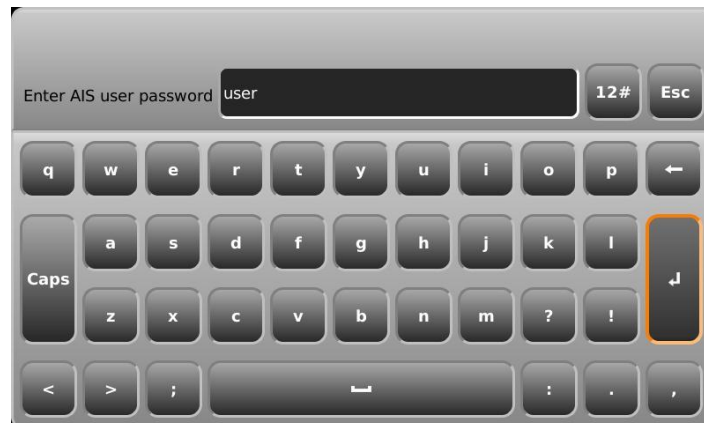 Enter AIS user password user 12# Esc
q w e r t y u i o p ←
Caps a s d f g h j k l ↲
z x c v b n m ? !
< > ; ⎵ : . ,